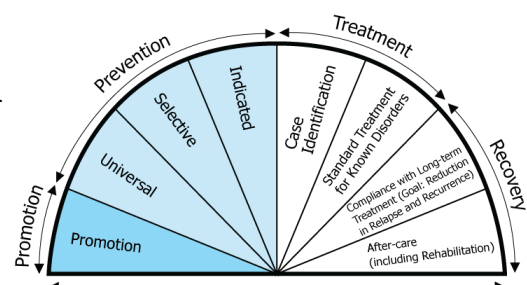 Promotion
Prevention
Treatment
Recovery
Promotion
Universal
Selective
Indicated
Case
Identification
Standard Treatment
for Known Disorders
Compliance with Long-term
Treatment (Goal: Reduction
in Relapse and Recurrence)
After-care
(including Rehabilitation)